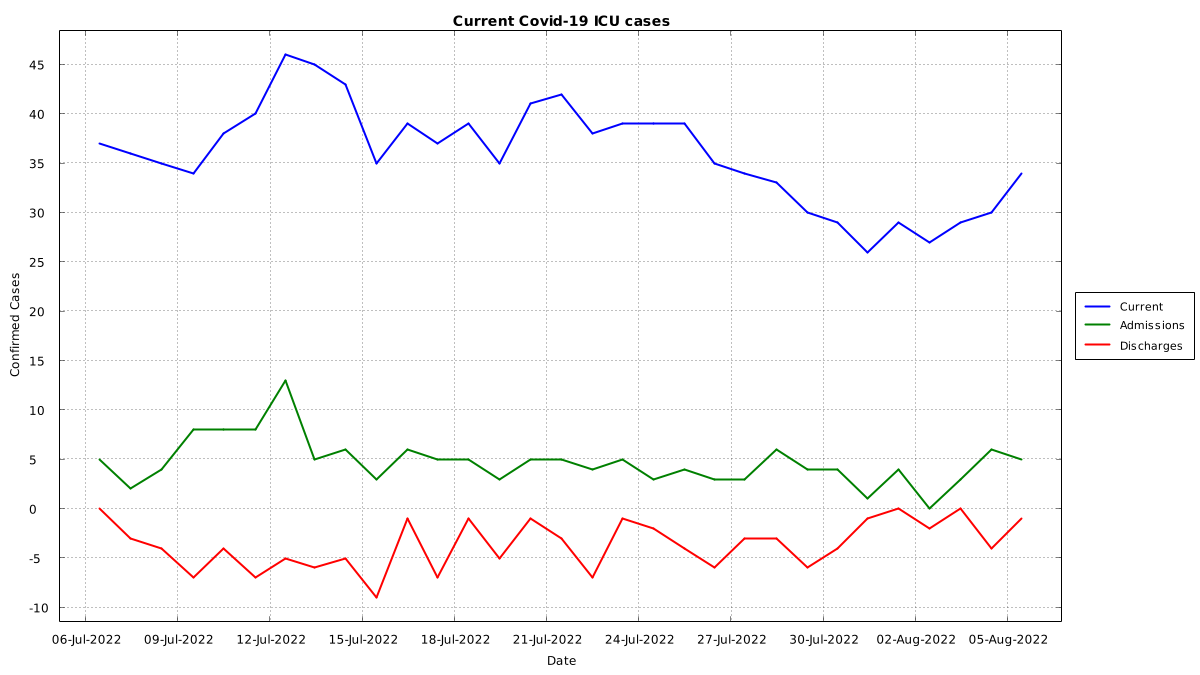 Current Covid-19 ICU cases
45
40
35
30
25
20
15
10
5
0
-5
-10
Confirmed Cases
06-Jul-2022 09-Jul-2022 12-Jul-2022 15-Jul-2022 18-Jul-2022 21-Jul-2022 24-Jul-2022 27-Jul-2022 30-Jul-2022 02-Aug-2022 05-Aug-2022
Date
Current
Admissions
Discharges